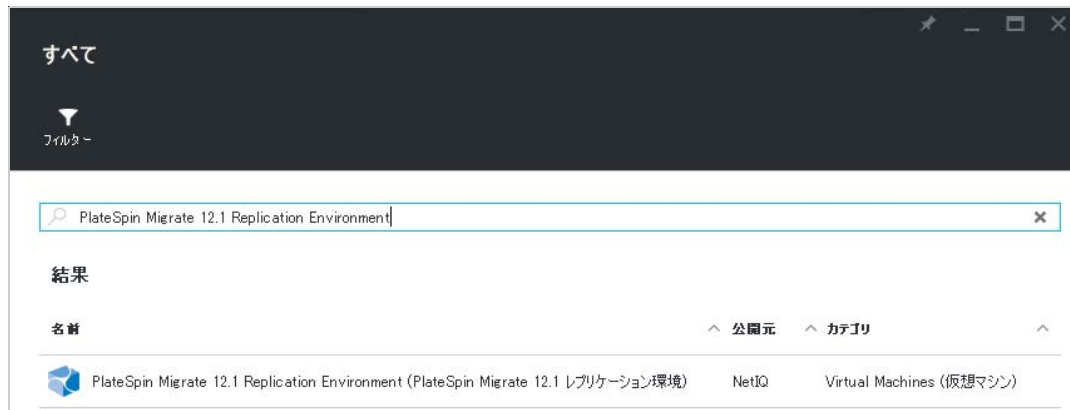 すべて
フィルター
PlateSpin Migrate 12.1 Replication Environment
結果
名前 公開元 カテゴリ
PlateSpin Migrate 12.1 Replication Environment (PlateSpin Migrate 12.1 レプリケーション環境) NetIQ Virtual Machines (仮想マシン)